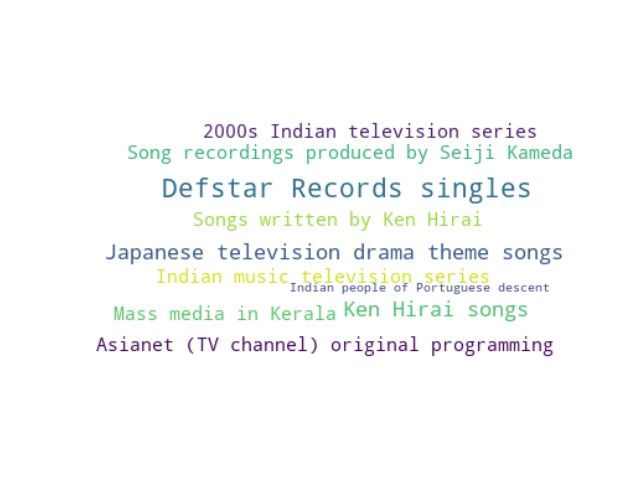 2000s Indian television series
Song recordings produced by Seiji Kameda
Defstar Records singles
Songs written by Ken Hirai
Japanese television drama theme songs
Indian music television series
Indian people of Portuguese descent
Mass media in Kerala
Ken Hirai songs
Asianet (TV channel) original programming